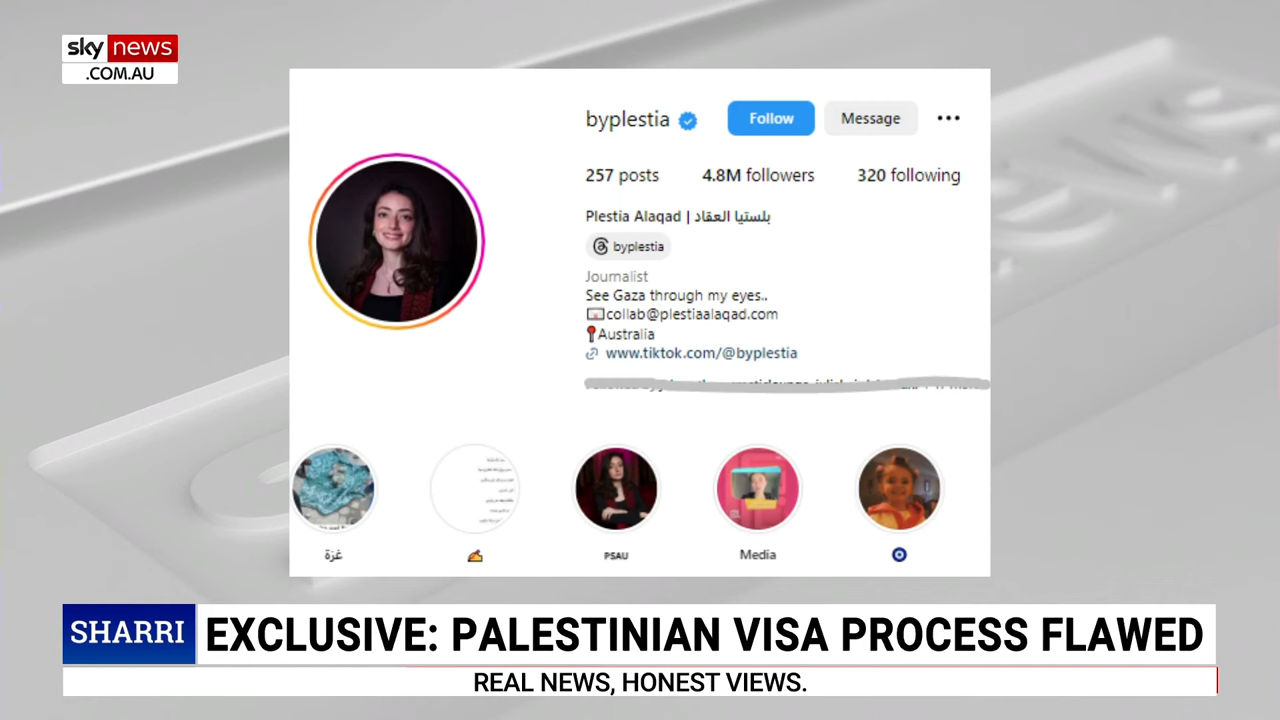 sky news
.COM.AU
byplestia
Follow
Message
257 posts
4.8M followers
320 following
Plestia Alaqad | بلستيا العقاد
byplestia
Journalist
See Gaza through my eyes..
collab@plestiaalaqad.com
Australia
www.tiktok.com/@byplestia
غزة
PSAU
Media
SHARRI
EXCLUSIVE: PALESTINIAN VISA PROCESS FLAWED
REAL NEWS, HONEST VIEWS.